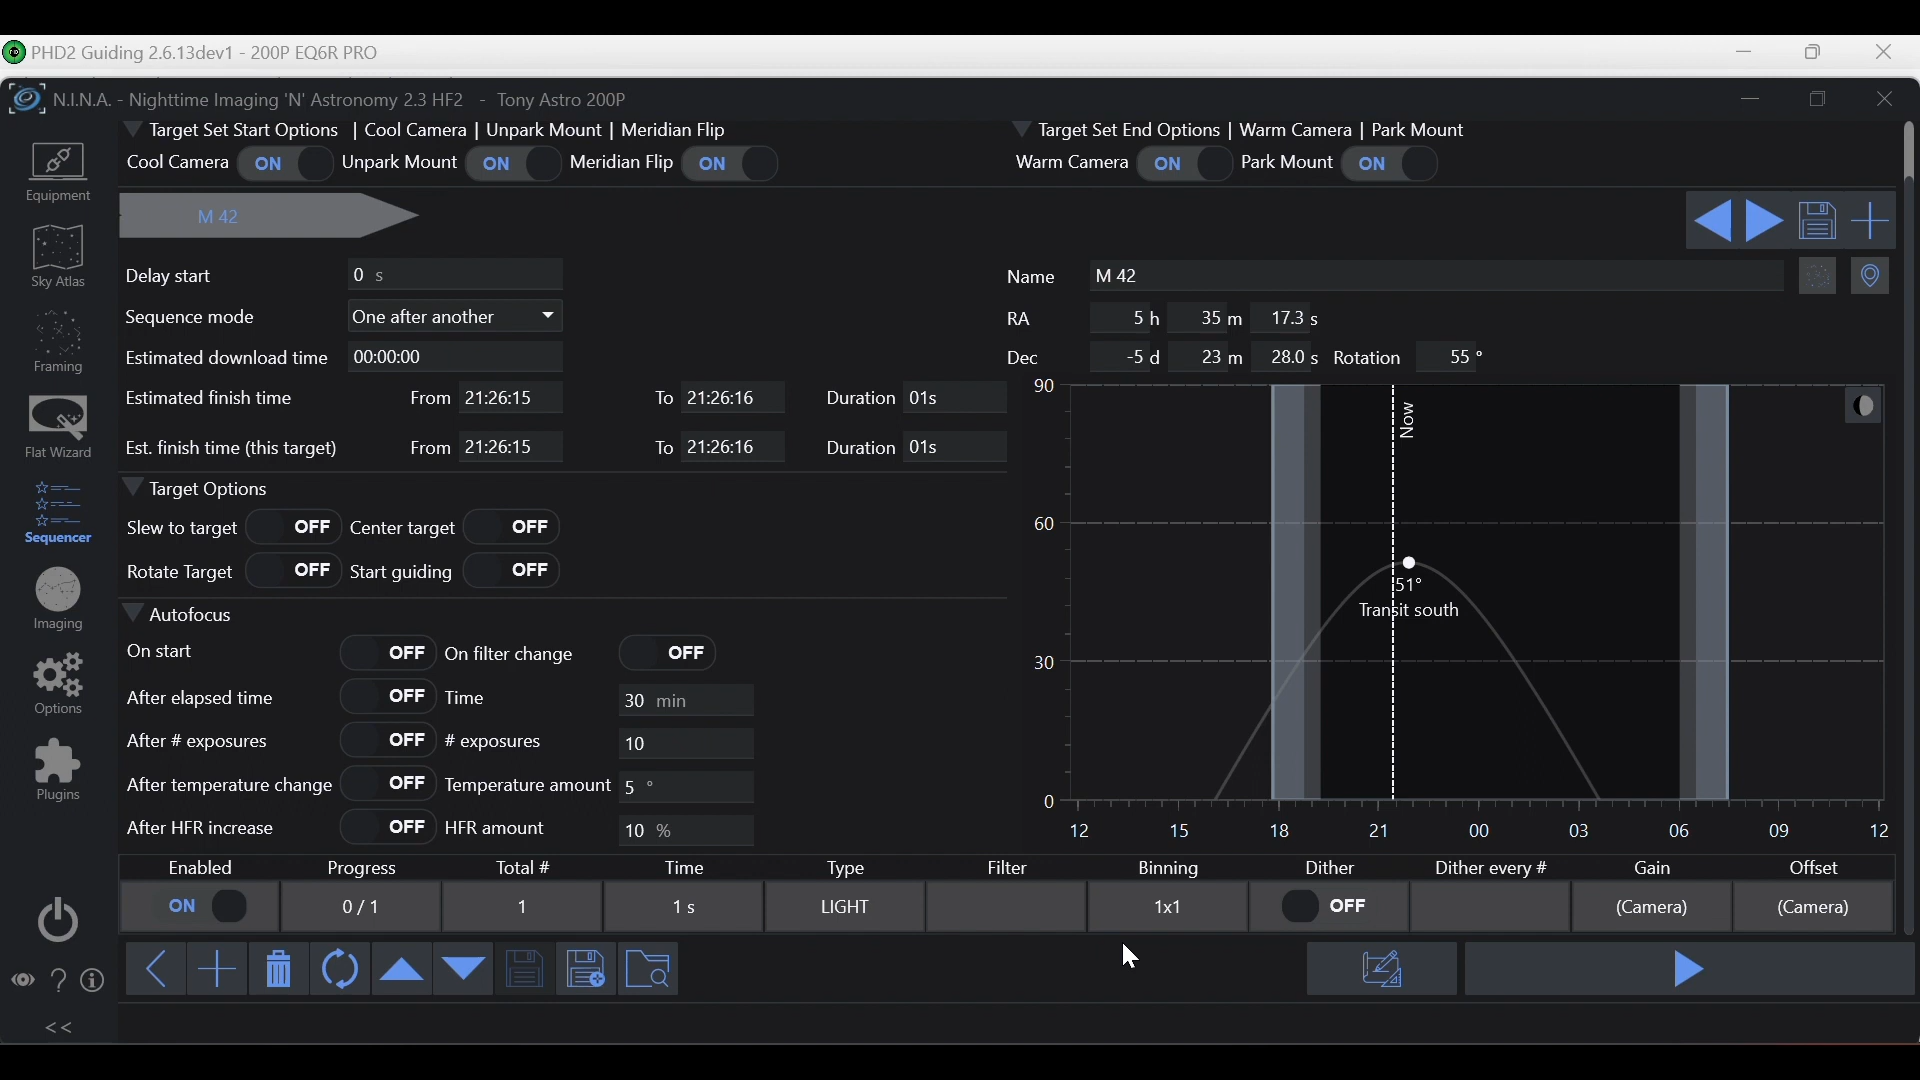 PHD2 Guiding 2.6.13dev1 - 200P EQ6R PRO
N.I.N.A. - Nighttime Imaging 'N' Astronomy 2.3 HF2 - Tony Astro 200P
Target Set Start Options | Cool Camera | Unpark Mount | Meridian Flip
Target Set End Options | Warm Camera | Park Mount
Cool Camera ON Unpark Mount ON Meridian Flip ON
Warm Camera ON Park Mount ON
Equipment
Sky Atlas
Framing
Flat Wizard
Sequencer
Imaging
Options
Plugins
<<
M 42
Delay start 0 s
Sequence mode One after another
Estimated download time 00:00:00
Estimated finish time From 21:26:15 To 21:26:16 Duration 01s
Est. finish time (this target) From 21:26:15 To 21:26:16 Duration 01s
Name M 42
RA 5 h 35 m 17.3 s
Dec -5 d 23 m 28.0 s Rotation 55 °
Target Options
Slew to target OFF Center target OFF
Rotate Target OFF Start guiding OFF
Autofocus
On start OFF On filter change OFF
After elapsed time OFF Time 30 min
After # exposures OFF # exposures 10
After temperature change OFF Temperature amount 5 °
After HFR increase OFF HFR amount 10 %
90
60
30
0
Now
51°
Transit south
12 15 18 21 00 03 06 09 12
Enabled Progress Total # Time Type Filter Binning Dither Dither every # Gain Offset
ON 0 / 1 1 1 s LIGHT 1x1 OFF (Camera) (Camera)